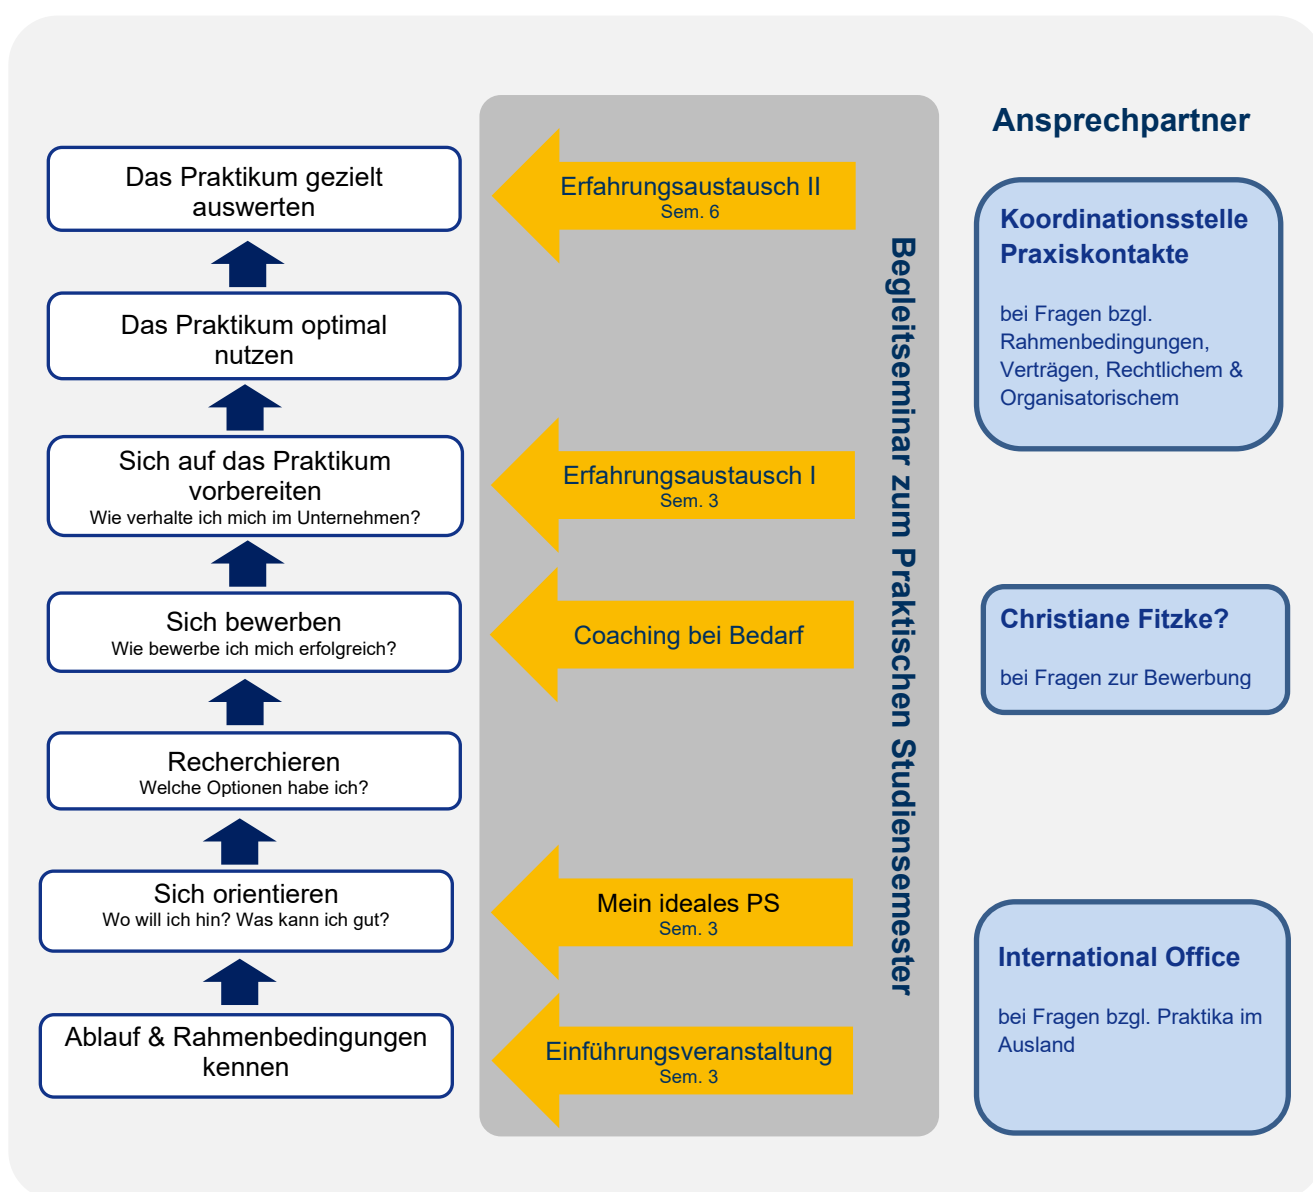 Das Praktikum gezielt
auswerten
Das Praktikum optimal
nutzen
Sich auf das Praktikum
vorbereiten
Wie verhalte ich mich im Unternehmen?
Sich bewerben
Wie bewerbe ich mich erfolgreich?
Recherchieren
Welche Optionen habe ich?
Sich orientieren
Wo will ich hin? Was kann ich gut?
Ablauf & Rahmenbedingungen
kennen
Erfahrungsaustausch II
Sem. 6
Erfahrungsaustausch I
Sem. 3
Coaching bei Bedarf
Mein ideales PS
Sem. 3
Einführungsveranstaltung
Sem. 3
Begleitseminar zum Praktischen Studiensemester
Ansprechpartner
Koordinationsstelle
Praxiskontakte
bei Fragen bzgl.
Rahmenbedingungen,
Verträgen, Rechtlichem &
Organisatorischem
Christiane Fitzke?
bei Fragen zur Bewerbung
International Office
bei Fragen bzgl. Praktika im
Ausland